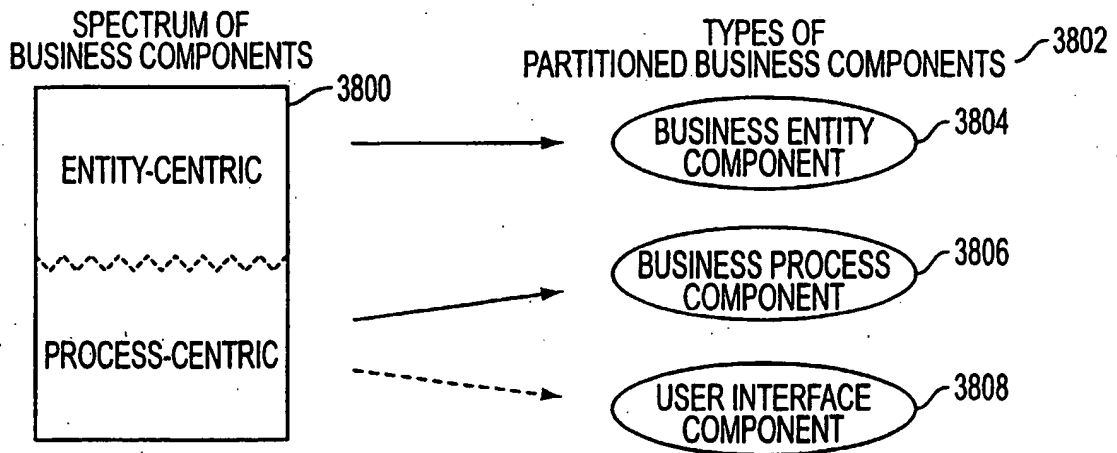 SPECTRUM OF
BUSINESS COMPONENTS
3800
ENTITY-CENTRIC
PROCESS-CENTRIC
TYPES OF
PARTITIONED BUSINESS COMPONENTS
3802
BUSINESS ENTITY
COMPONENT
3804
BUSINESS PROCESS
COMPONENT
3806
USER INTERFACE
COMPONENT
3808